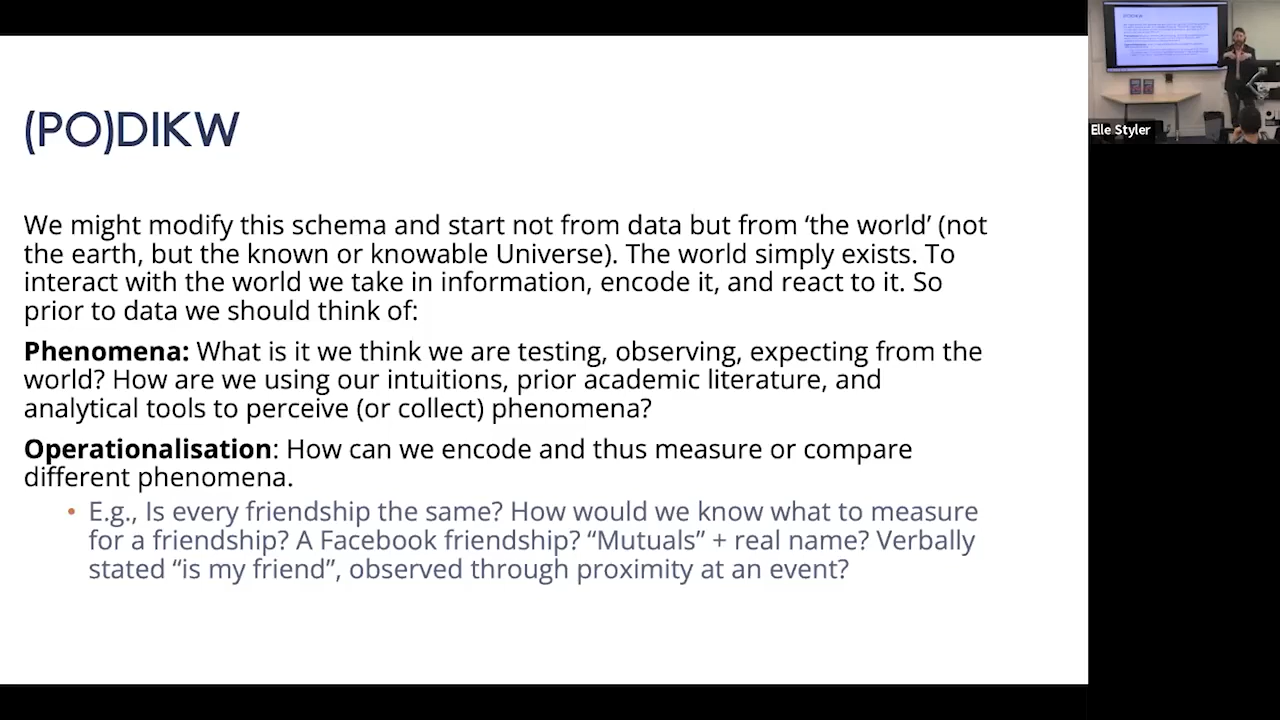 (PO)DIKW
We might modify this schema and start not from data but from ‘the world’ (not
the earth, but the known or knowable Universe). The world simply exists. To
interact with the world we take in information, encode it, and react to it. So
prior to data we should think of:
Phenomena: What is it we think we are testing, observing, expecting from the
world? How are we using our intuitions, prior academic literature, and
analytical tools to perceive (or collect) phenomena?
Operationalisation: How can we encode and thus measure or compare
different phenomena.
• E.g., Is every friendship the same? How would we know what to measure
for a friendship? A Facebook friendship? “Mutuals” + real name? Verbally
stated “is my friend”, observed through proximity at an event?
Elle Styler